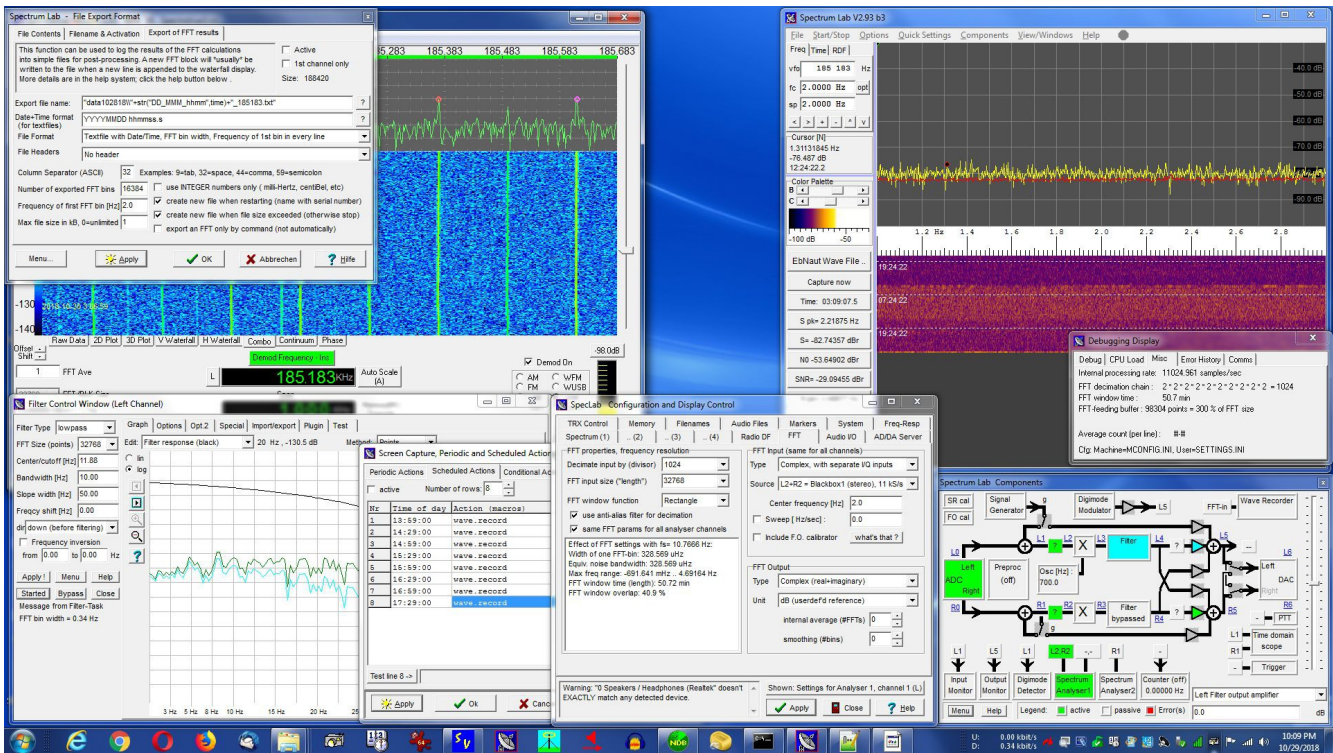 Spectrum Lab - File Export Format
File Contents
Filename & Activation
Export of FFT results
This function can be used to log the results of the FFT calculations
into simple files for post-processing. A new FFT block will *usually* be
written to the file when a new line is appended to the waterfall display.
More details are in the help system; click the help button below .
Active
1st channel only
Size: 188420
Export file name:
"data102818\\"+str("DD_MMM_hhmm",time)+"_185183.txt"
?
Date+Time format
(for textfiles)
YYYYMMDD hhmmss.s
?
File Format
Textfile with Date/Time, FFT bin width, Frequency of 1st bin in every line
File Headers
No header
Column Separator (ASCII)
32
Examples: 9=tab, 32=space, 44=comma, 59=semicolon
Number of exported FFT bins
16384
use INTEGER numbers only ( milli-Hertz, centiBel, etc)
Frequency of first FFT bin [Hz]
2.0
create new file when restarting (name with serial number)
Max file size in kB, 0=unlimited
1
create new file when file size exceeded (otherwise stop)
export an FFT only by command (not automatically)
Menu...
Apply
OK
Abbrechen
Hilfe
185.383
185.483
185.583
185.683
-130
-140
Offset
Shift
Raw Data
2D Plot
3D Plot
V Waterfall
H Waterfall
Combo
Continuum
Phase
Demod Frequency - Ins
Demod On
-98.0dB
1
FFT Ave
L
185.183KHz
Auto Scale
(A)
AM
WFM
FM
WUSB
Spectrum Lab V2.93 b3
File
Start/Stop
Options
Quick Settings
Components
View/Windows
Help
Freq
Time
RDF
vfo
185 183
Hz
fc
2.0000 Hz
opt
sp
2.0000 Hz
Cursor [N]
1.31131845 Hz
-76.487 dB
12:24:22.2
Color Palette
B
C
-100 dB
-50
-40.0 dB
-50.0 dB
-60.0 dB
-70.0 dB
-90.0 dB
1.2 Hz
1.4
1.6
1.8
2.0
2.2
2.4
2.6
2.8
EbNaut Wave File ..
Capture now
Time: 03:09:07.5
S pk= 2.21875 Hz
S= -82.74357 dBr
N0 -53.64902 dBr
SNR= -29.09455 dBr
19:24:22
07:24:22
19:24:22
Debugging Display
Debug
CPU Load
Misc
Error History
Comms
Internal processing rate: 11024.961 samples/sec
FFT decimation chain : 2*2*2*2*2*2*2*2*2*2 = 1024
FFT window time : 50.7 min
FFT-feeding buffer : 98304 points = 300 % of FFT size
Average count (per line) : #-#
Cfg: Machine=MCONFIG.INI, User=SETTINGS.INI
Filter Control Window (Left Channel)
Filter Type
lowpass
Graph
Options
Opt.2
Special
Import/export
Plugin
Test
FFT Size (points)
32768
Edit:
Filter response (black)
20 Hz , -130.5 dB
Method:
Points
Center/cutoff [Hz]
11.88
lin
log
Bandwidth [Hz]
10.00
Slope width [Hz]
50.00
Freqcy shift [Hz]
0.00
dir
down (before filtering)
Frequency inversion
from
0.00
to
0.00
Hz
Apply !
Menu
Help
Started
Bypass
Close
Message from Filter-Task
FFT bin width = 0.34 Hz
3 Hz
5 Hz
8 Hz
10 Hz
15 Hz
20 Hz
Screen Capture, Periodic and Scheduled Actions
Periodic Actions
Scheduled Actions
active
Number of rows:
8
Nr
Time of day
Action (macros)
1
13:59:00
wave.record
2
14:29:00
wave.record
3
14:59:00
wave.record
4
15:29:00
wave.record
5
15:59:00
wave.record
6
16:29:00
wave.record
7
16:59:00
wave.record
8
17:29:00
wave.record
Test line 8 ->
Apply
Ok
SpecLab Configuration and Display Control
TRX Control
Memory
Filenames
Audio Files
Markers
System
Freq-Resp
Spectrum (1)
.. (2)
.. (3)
.. (4)
Radio DF
FFT
Audio I/O
AD/DA Server
FFT properties, frequency resolution
Decimate input by (divisor)
1024
FFT input size ("length")
32768
FFT window function
Rectangle
use anti-alias filter for decimation
same FFT params for all analyser channels
Effect of FFT settings with fs= 10.7666 Hz:
Width of one FFT-bin: 328.569 uHz
Equiv. noise bandwidth: 328.569 uHz
Max freq range: -691.641 mHz .. 4.69164 Hz
FFT window time (length): 50.72 min
FFT window overlap: 40.9 %
FFT Input (same for all channels)
Type
Complex, with separate I/Q inputs
Source
L2+R2 = Blackbox1 (stereo), 11 kS/s
Center frequency [Hz]
2.0
Sweep [ Hz/sec] :
0.0
Include F.O. calibrator
what's that ?
FFT Output
Type
Complex (real+imaginary)
Unit
dB (userdef'd reference)
internal average (#FFTs)
0
smoothing (#bins)
0
Warning: "0 Speakers / Headphones (Realtek" doesn't
EXACTLY match any detected device.
Shown: Settings for Analyser 1, channel 1 (L)
Apply
Close
Help
Spectrum Lab Components
SR cal
FO cal
Signal
Generator
g
Digimode
Modulator
L5
FFT-in
Wave Recorder
L0
L1
L2
L3
L4
L5
L6
?
X
Filter
?
Left
ADC
Right
Preproc
(off)
Osc [Hz] :
700.0
Left
DAC
Right
R0
R1
R2
R3
R4
R5
R6
?
X
Filter
bypassed
?
g
PTT
L1
R1
Time domain
scope
Trigger
L1
L5
L1
L2,R2
-,-
R1
-
Input
Monitor
Output
Monitor
Digimode
Detector
Spectrum
Analyser1
Spectrum
Analyser2
Counter (off)
0.00000 Hz
Left Filter output amplifier
Menu
Help
Legend:
active
passive
Error(s)
0.0
dB
NDB
U: 0.00 kbit/s
D: 0.34 kbit/s
10:09 PM
10/29/2018